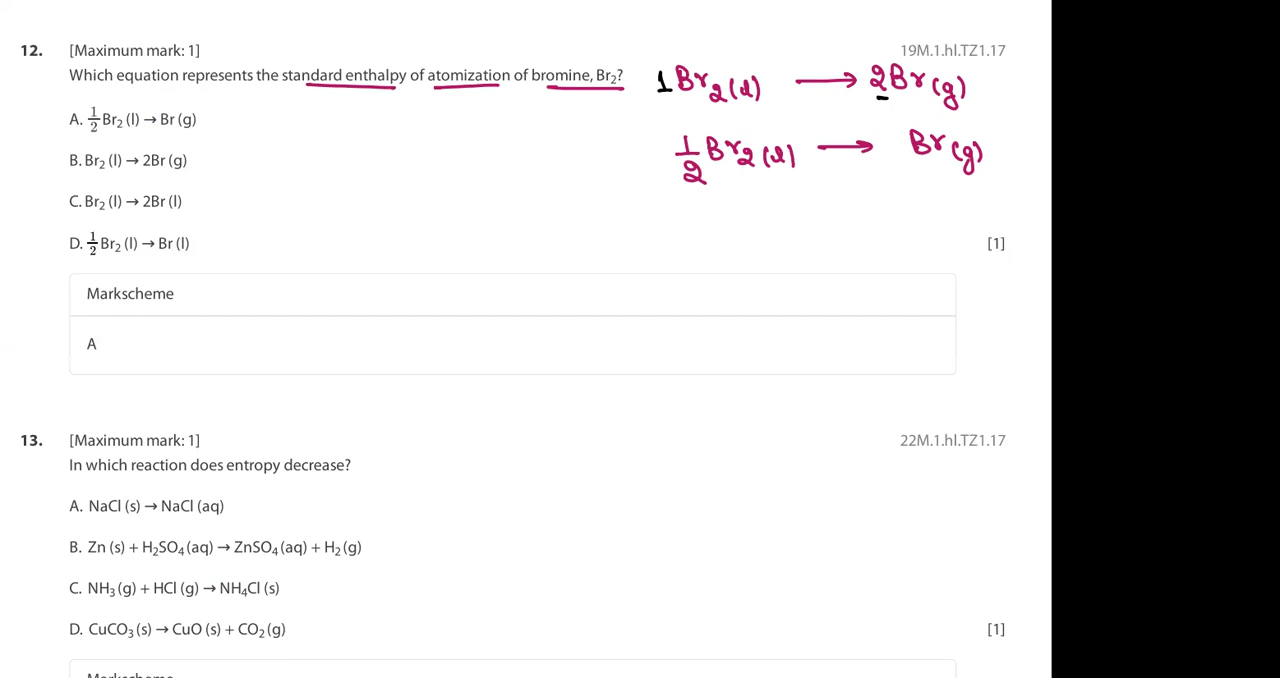 12. [Maximum mark: 1] 19M.1.hl.TZ1.17
Which equation represents the standard enthalpy of atomization of bromine, Br₂? 1Br₂(l) ⟶ 2Br(g)
A. ½Br₂ (l) → Br (g)
½Br₂(l) ⟶ Br(g)
B. Br₂ (l) → 2Br (g)
C. Br₂ (l) → 2Br (l)
D. ½Br₂ (l) → Br (l) [1]
Markscheme
A
13. [Maximum mark: 1] 22M.1.hl.TZ1.17
In which reaction does entropy decrease?
A. NaCl (s) → NaCl (aq)
B. Zn (s) + H₂SO₄ (aq) → ZnSO₄ (aq) + H₂ (g)
C. NH₃ (g) + HCl (g) → NH₄Cl (s)
D. CuCO₃ (s) → CuO (s) + CO₂ (g) [1]
Markscheme